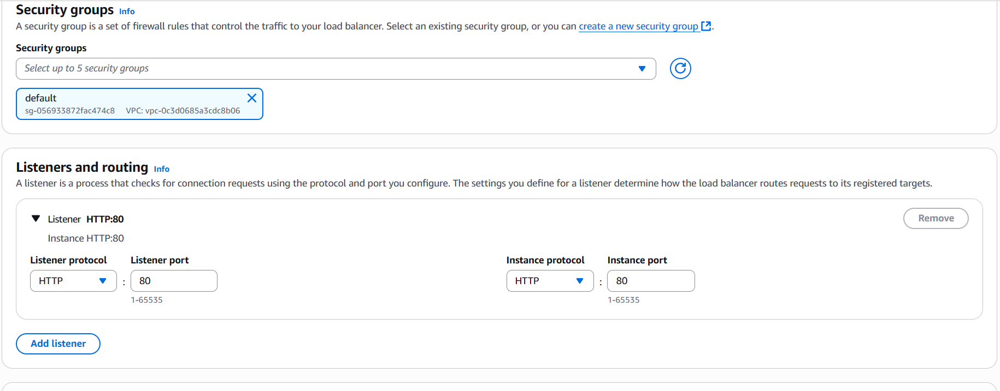 Security groups Info
A security group is a set of firewall rules that control the traffic to your load balancer. Select an existing security group, or you can create a new security group.
Security groups
Select up to 5 security groups
default
sg-056933872fac474c8 VPC: vpc-0c3d0685a3cdc8b06
Listeners and routing Info
A listener is a process that checks for connection requests using the protocol and port you configure. The settings you define for a listener determine how the load balancer routes requests to its registered targets.
Listener HTTP:80
Remove
Instance HTTP:80
Listener protocol Listener port Instance protocol Instance port
HTTP : 80 HTTP : 80
1-65535 1-65535
Add listener